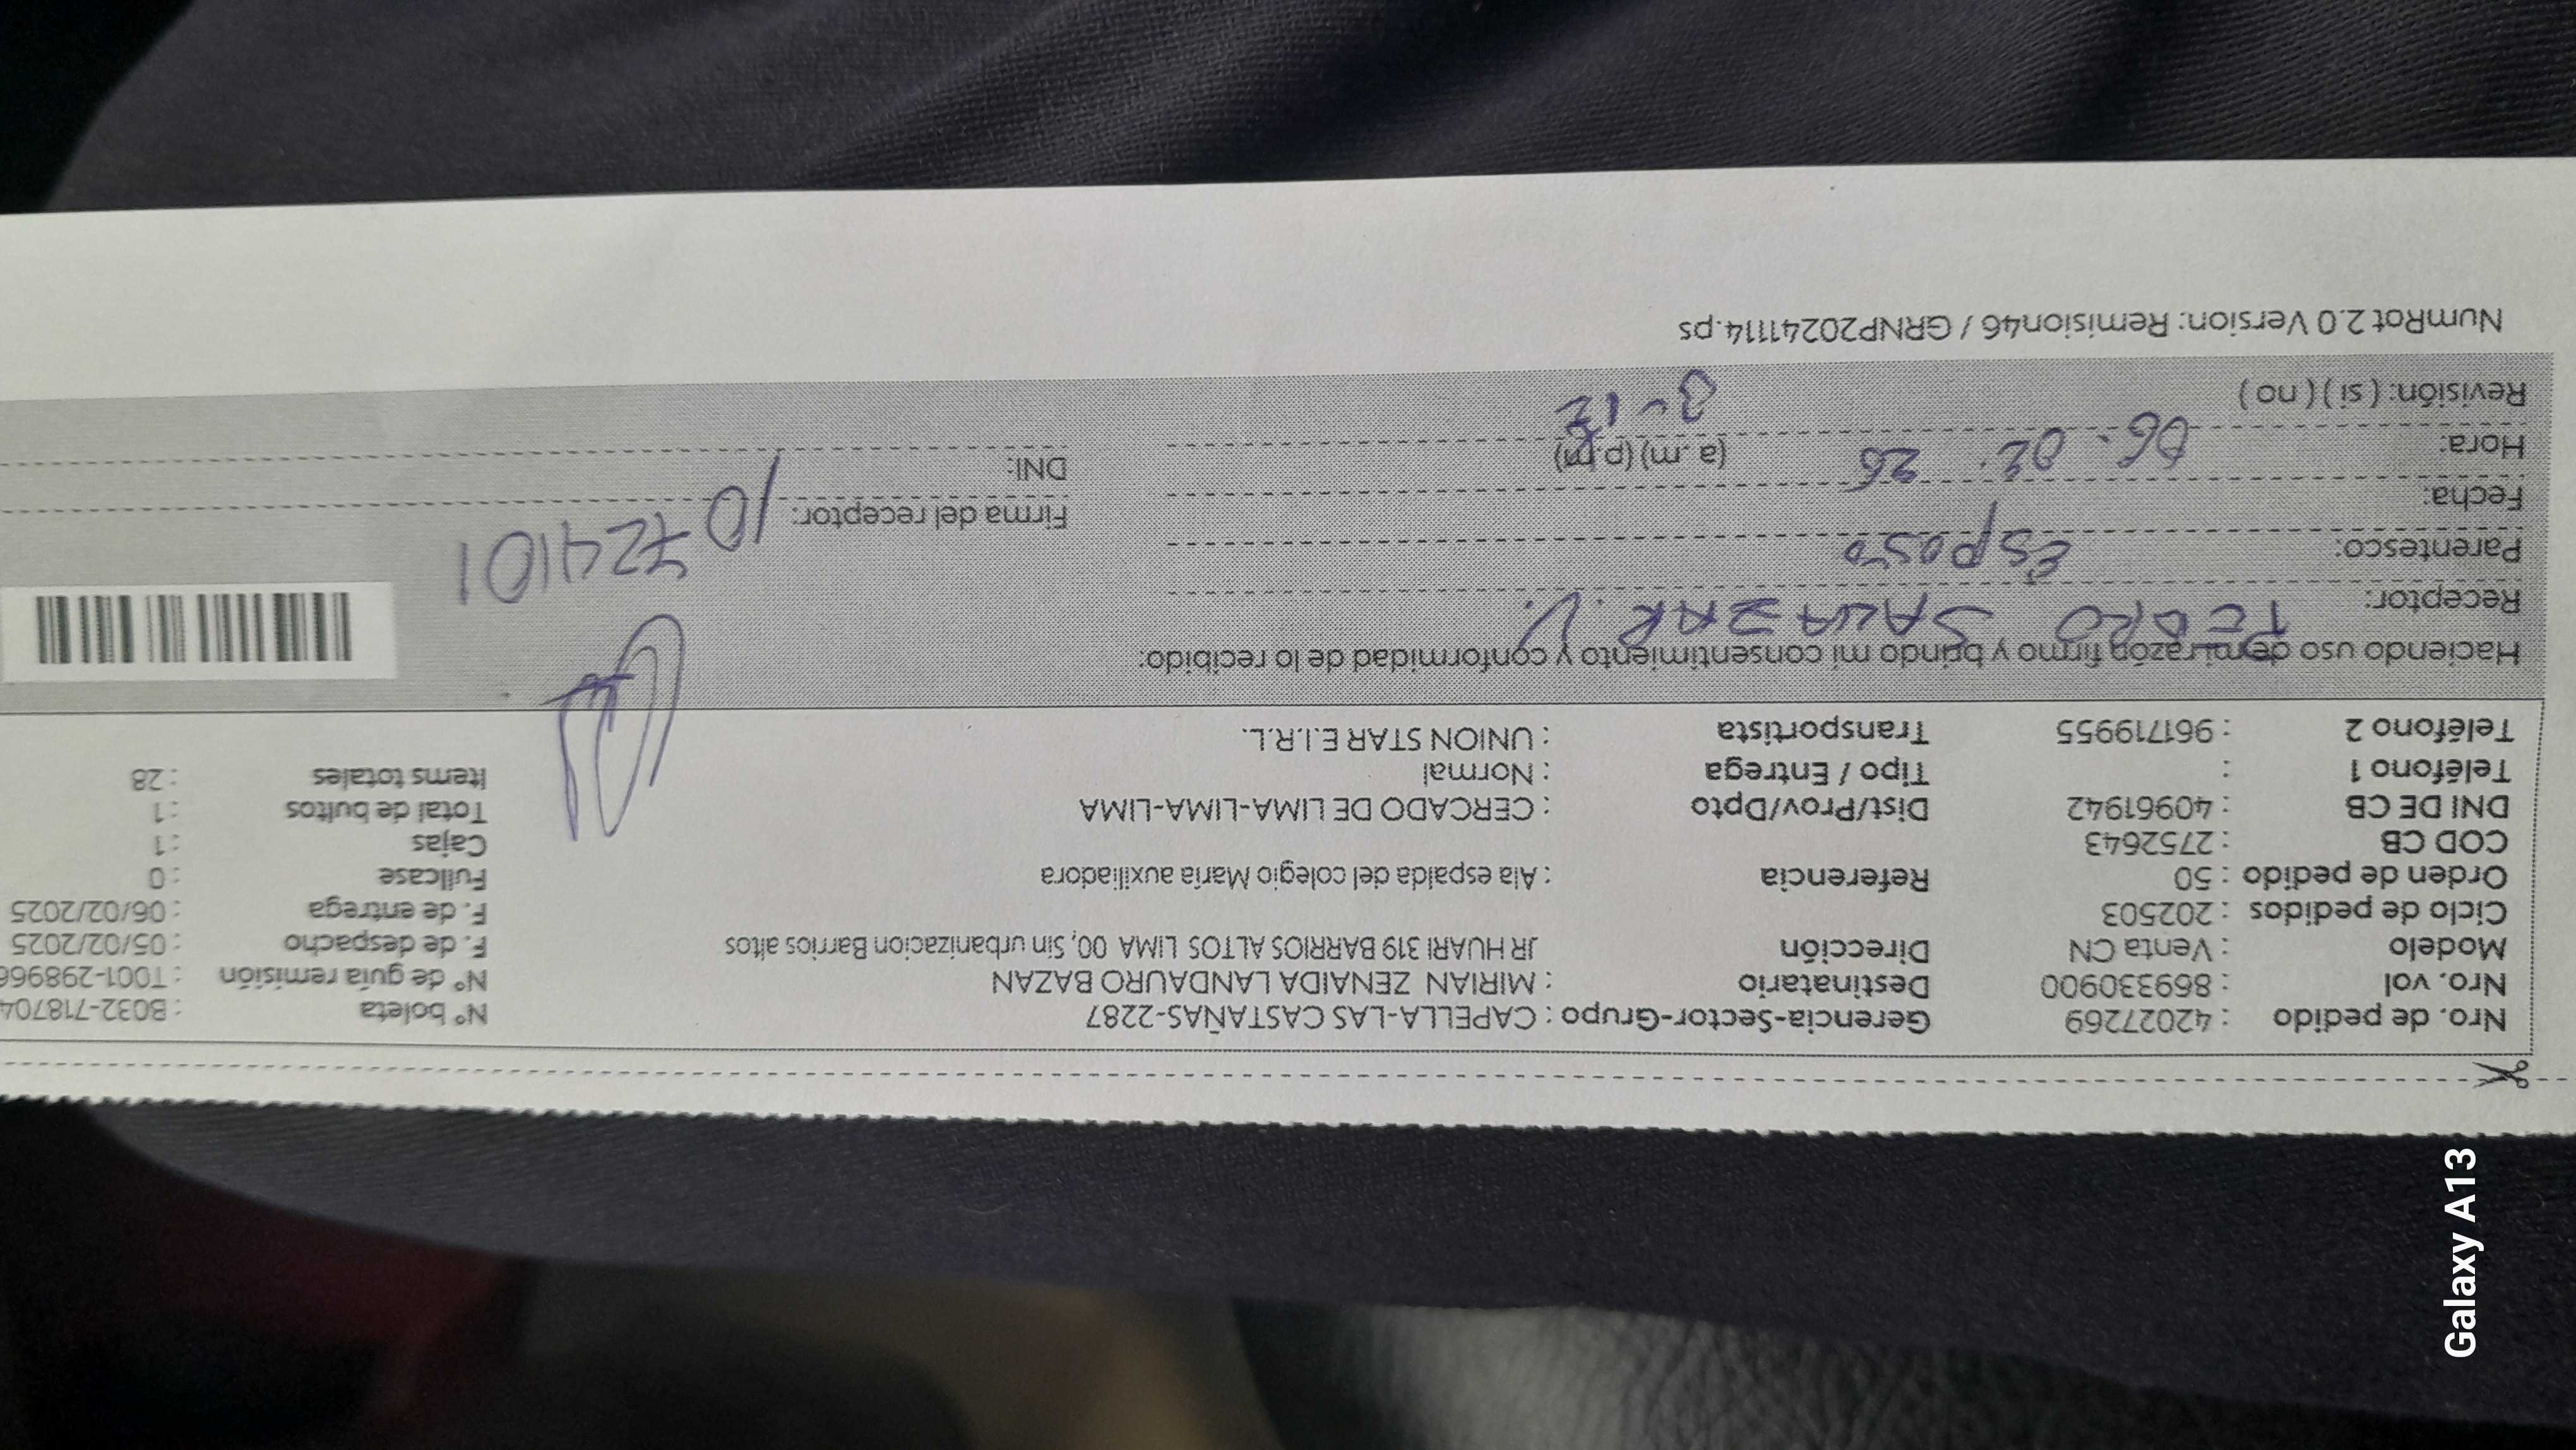 Nro. de pedido : 42027269 Gerencia-Sector-Grupo : CAPELLA-LAS CASTAÑAS-2287 N° boleta : B032-718704
Nro. vol : 869330900 Destinatario : MIRIAN ZENAIDA LANDAURO BAZAN N° de guía remisión : T001-298966
Modelo : Venta CN Dirección JR HUARI 319 BARRIOS ALTOS LIMA 00, Sin urbanizacion Barrios altos F. de despacho : 05/02/2025
Ciclo de pedidos : 202503 F. de entrega : 06/02/2025
Orden de pedido : 50 Referencia : Ala espalda del colegio María auxiliadora Fullcase : 0
COD CB : 2752643 Cajas : 1
DNI DE CB : 40961942 Dist/Prov/Dpto : CERCADO DE LIMA-LIMA-LIMA Total de bultos : 1
Teléfono 1 : Tipo / Entrega : Normal Items totales : 28
Teléfono 2 : 961719955 Transportista : UNION STAR E.I.R.L.
Haciendo uso de mi razón firmo y brindo mi consentimiento y conformidad de lo recibido:
Receptor: PEDRO SALAZAR V.
Parentesco: Esposo
Fecha: 06. 02. Firma del receptor: 10724101
Hora: (a.m) (p.m) DNI:
Revisión: ( si ) ( no )
NumRot 2.0 Version: Remision46 / GRNP20241114.ps
Galaxy A13